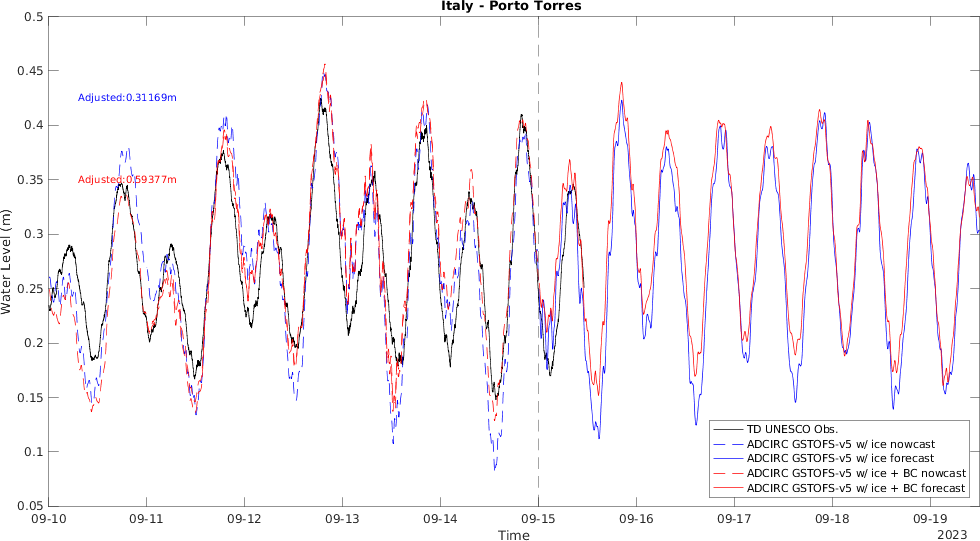 Italy - Porto Torres
0.5
0.45
0.4
0.35
0.3
0.25
0.2
0.15
0.1
0.05
Water Level (m)
Adjusted:0.31169m
Adjusted:0.59377m
TD UNESCO Obs.
ADCIRC GSTOFS-v5 w/ ice nowcast
ADCIRC GSTOFS-v5 w/ ice forecast
ADCIRC GSTOFS-v5 w/ ice + BC nowcast
ADCIRC GSTOFS-v5 w/ ice + BC forecast
09-10 09-11 09-12 09-13 09-14 09-15 09-16 09-17 09-18 09-19
Time
2023